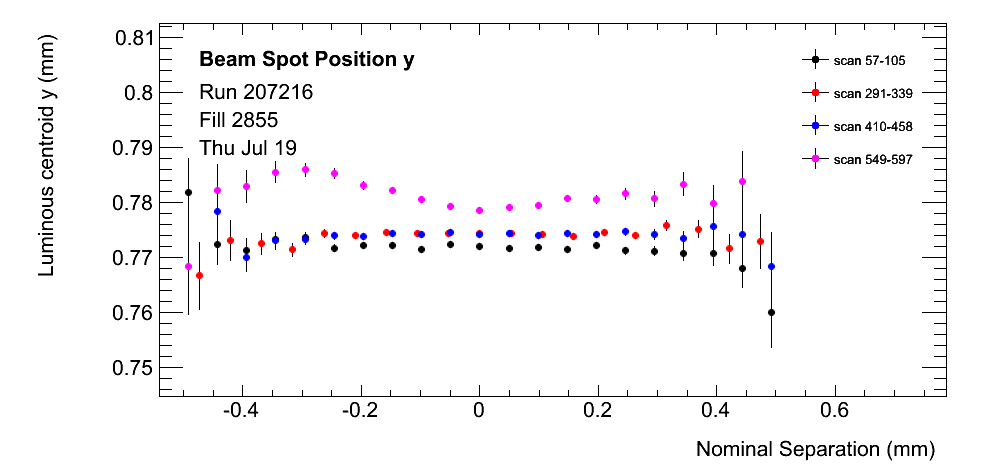 Luminous centroid y (mm)
0.81
0.8
0.79
0.78
0.77
0.76
0.75
Beam Spot Position y
Run 207216
Fill 2855
Thu Jul 19
scan 57-105
scan 291-339
scan 410-458
scan 549-597
-0.4 -0.2 0 0.2 0.4 0.6
Nominal Separation (mm)